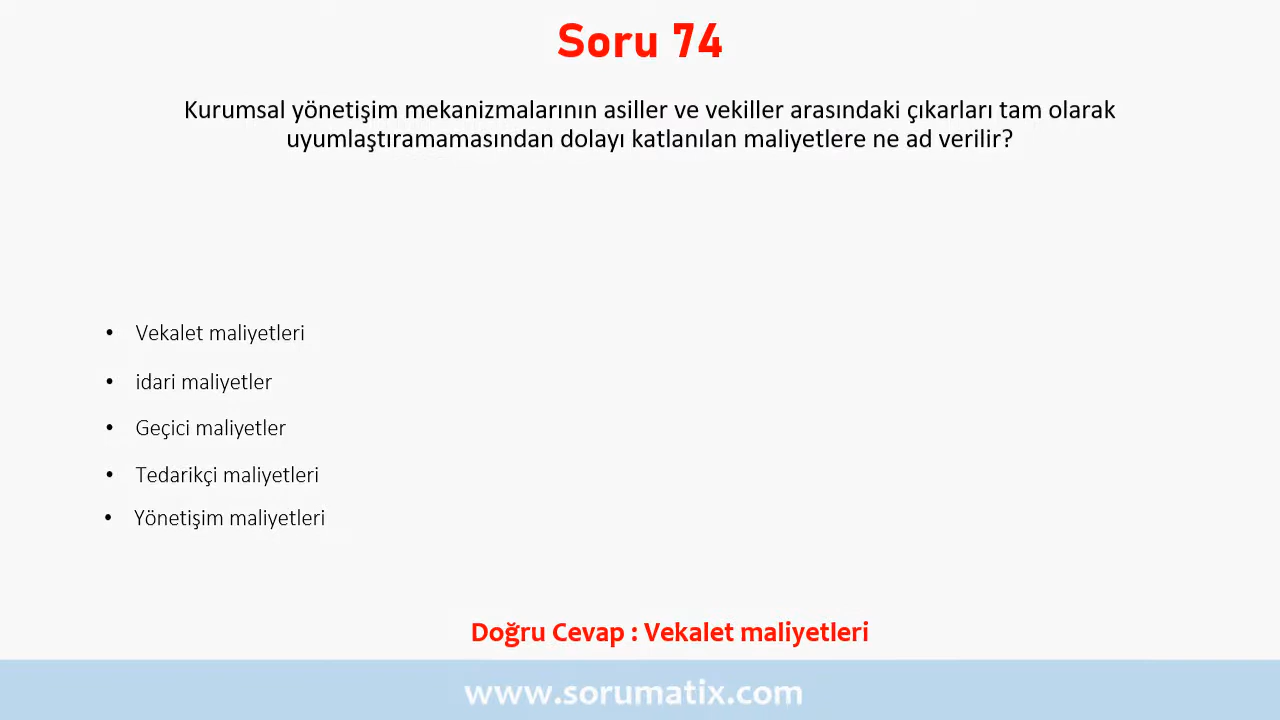 Soru 74
Kurumsal yönetişim mekanizmalarının asiller ve vekiller arasındaki çıkarları tam olarak
uyumlaştıramamasından dolayı katlanılan maliyetlere ne ad verilir?
• Vekalet maliyetleri
• idari maliyetler
• Geçici maliyetler
• Tedarikçi maliyetleri
• Yönetişim maliyetleri
Doğru Cevap : Vekalet maliyetleri
www.sorumatix.com